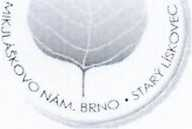 MIKULÁŠKOVO NÁM. BRNO • STARÝ LÍSKOVEC